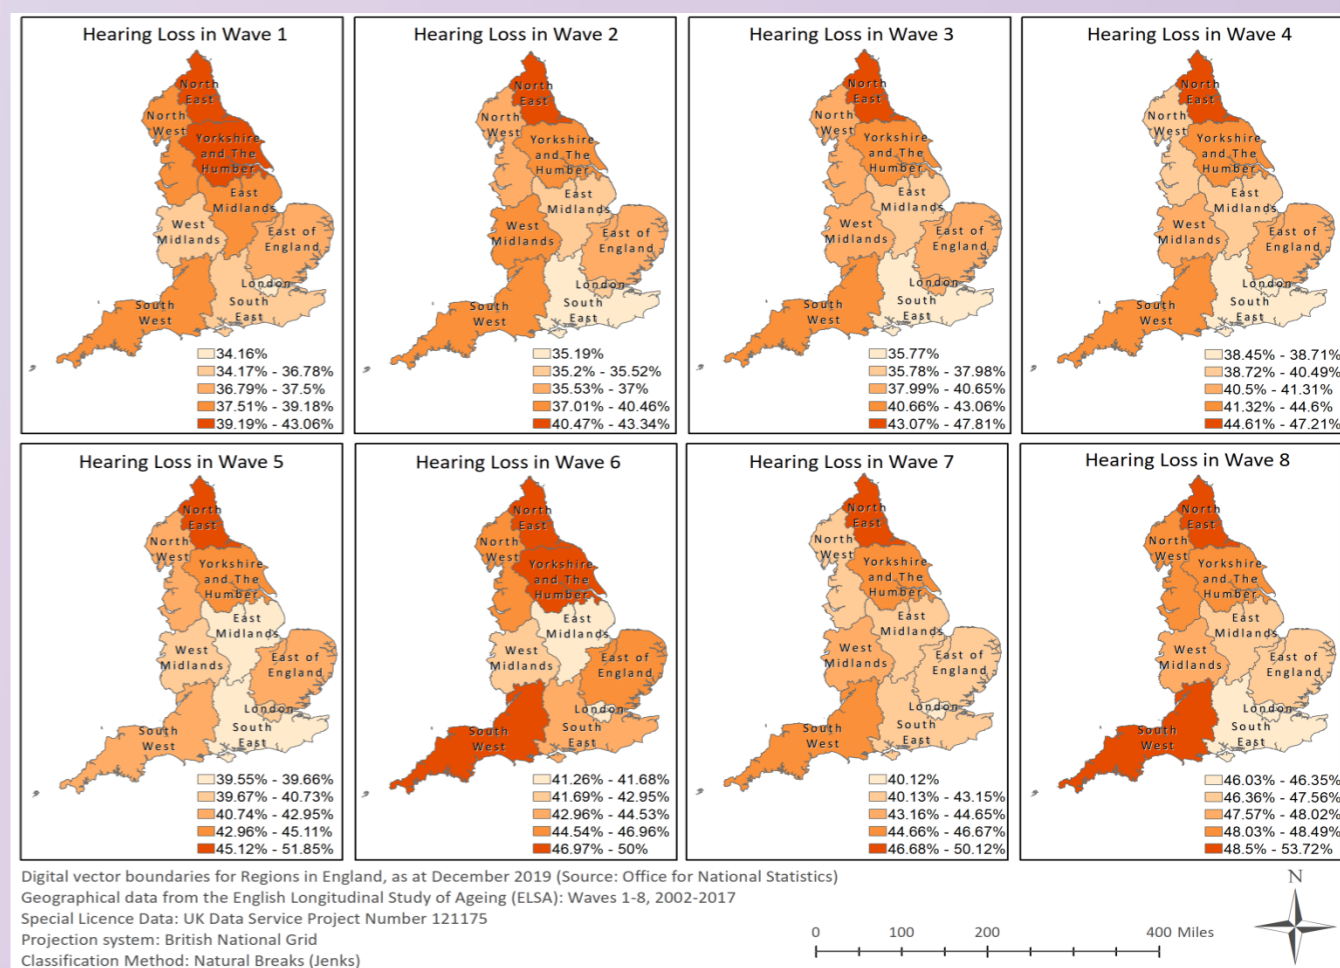 Hearing Loss in Wave 1
North
East
North
West
Yorkshire
and The
Humber
East
Midlands
West
Midlands
East of
England
London
South
East
South
West
34.16%
34.17% - 36.78%
36.79% - 37.5%
37.51% - 39.18%
39.19% - 43.06%
Hearing Loss in Wave 2
North
East
North
West
Yorkshire
and The
Humber
East
Midlands
West
Midlands
East of
England
London
South
East
South
West
35.19%
35.2% - 35.52%
35.53% - 37%
37.01% - 40.46%
40.47% - 43.34%
Hearing Loss in Wave 3
North
East
North
West
Yorkshire
and The
Humber
East
Midlands
West
Midlands
East of
England
London
South
East
South
West
35.77%
35.78% - 37.98%
37.99% - 40.65%
40.66% - 43.06%
43.07% - 47.81%
Hearing Loss in Wave 4
North
East
North
West
Yorkshire
and The
Humber
East
Midlands
West
Midlands
East of
England
London
South
East
South
West
38.45% - 38.71%
38.72% - 40.49%
40.5% - 41.31%
41.32% - 44.6%
44.61% - 47.21%
Hearing Loss in Wave 5
North
East
North
West
Yorkshire
and The
Humber
East
Midlands
West
Midlands
East of
England
London
South
East
South
West
39.55% - 39.66%
39.67% - 40.73%
40.74% - 42.95%
42.96% - 45.11%
45.12% - 51.85%
Hearing Loss in Wave 6
North
East
North
West
Yorkshire
and The
Humber
East
Midlands
West
Midlands
East of
England
London
South
East
South
West
41.26% - 41.68%
41.69% - 42.95%
42.96% - 44.53%
44.54% - 46.96%
46.97% - 50%
Hearing Loss in Wave 7
North
East
North
West
Yorkshire
and The
Humber
East
Midlands
West
Midlands
East of
England
London
South
East
South
West
40.12%
40.13% - 43.15%
43.16% - 44.65%
44.66% - 46.67%
46.68% - 50.12%
Hearing Loss in Wave 8
North
East
North
West
Yorkshire
and The
Humber
East
Midlands
West
Midlands
East of
England
London
South
East
South
West
46.03% - 46.35%
46.36% - 47.56%
47.57% - 48.02%
48.03% - 48.49%
48.5% - 53.72%
Digital vector boundaries for Regions in England, as at December 2019 (Source: Office for National Statistics)
Geographical data from the English Longitudinal Study of Ageing (ELSA): Waves 1-8, 2002-2017
Special Licence Data: UK Data Service Project Number 121175
Projection system: British National Grid
Classification Method: Natural Breaks (Jenks)
0 100 200 400 Miles
N